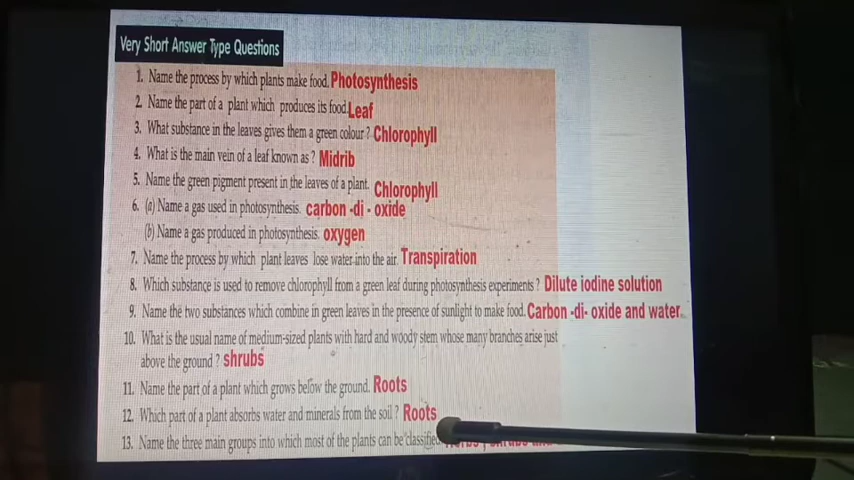 Very Short Answer Type Questions
1. Name the process by which plants make food. Photosynthesis
2. Name the part of a plant which produces its food. Leaf
3. What substance in the leaves gives them a green colour ? Chlorophyll
4. What is the main vein of a leaf known as ? Midrib
5. Name the green pigment present in the leaves of a plant. Chlorophyll
6. (a) Name a gas used in photosynthesis. carbon -di - oxide
(b) Name a gas produced in photosynthesis. oxygen
7. Name the process by which plant leaves lose water into the air. Transpiration
8. Which substance is used to remove chlorophyll from a green leaf during photosynthesis experiments ? Dilute iodine solution
9. Name the two substances which combine in green leaves in the presence of sunlight to make food. Carbon -di- oxide and water.
10. What is the usual name of medium-sized plants with hard and woody stem whose many branches arise just
above the ground ? shrubs
11. Name the part of a plant which grows below the ground. Roots
12. Which part of a plant absorbs water and minerals from the soil ? Roots
13. Name the three main groups into which most of the plants can be classified.